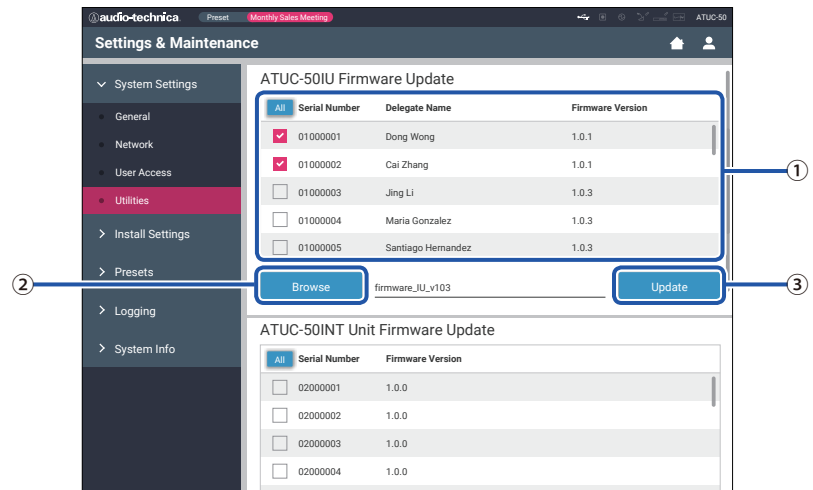 audio-technica Preset Monthly Sales Meeting ATUC-50
Settings & Maintenance
System Settings
General
Network
User Access
Utilities
Install Settings
Presets
Logging
System Info
ATUC-50IU Firmware Update
All Serial Number Delegate Name Firmware Version
01000001 Dong Wong 1.0.1
01000002 Cai Zhang 1.0.1
01000003 Jing Li 1.0.3
01000004 Maria Gonzalez 1.0.3
01000005 Santiago Hernandez 1.0.3
①
② Browse firmware_IU_v103 Update ③
ATUC-50INT Unit Firmware Update
All Serial Number Firmware Version
02000001 1.0.0
02000002 1.0.0
02000003 1.0.0
02000004 1.0.0